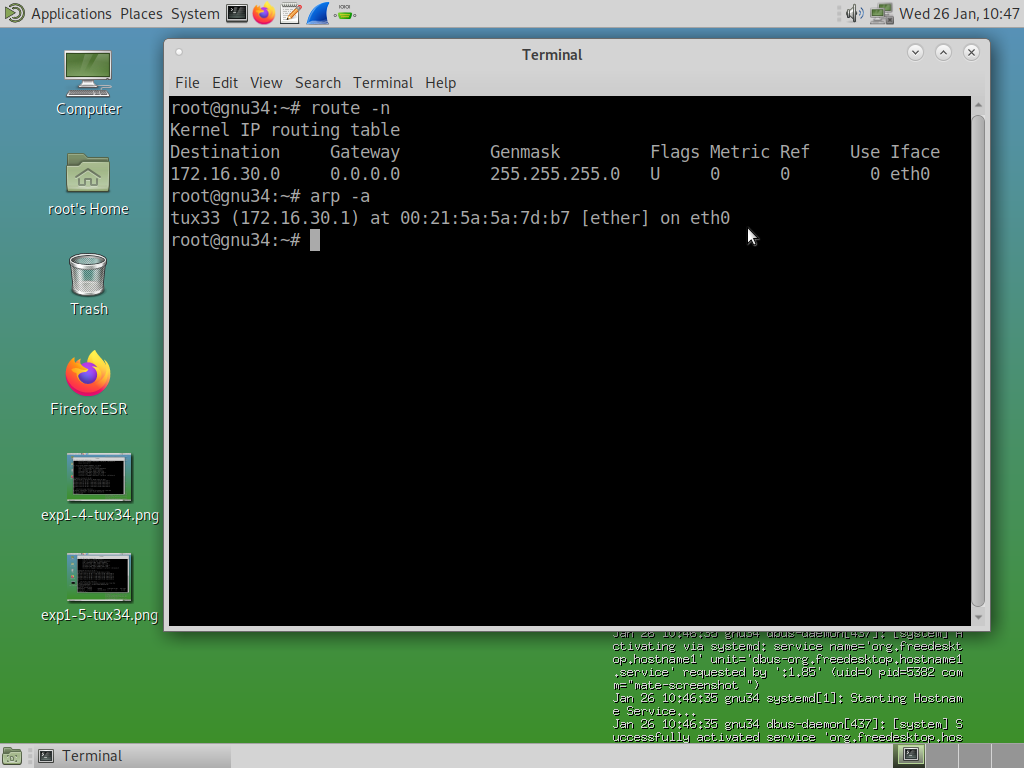 Applications Places System Wed 26 Jan, 10:47
Terminal
File Edit View Search Terminal Help
root@gnu34:~# route -n
Kernel IP routing table
Destination Gateway Genmask Flags Metric Ref Use Iface
172.16.30.0 0.0.0.0 255.255.255.0 U 0 0 0 eth0
root@gnu34:~# arp -a
tux33 (172.16.30.1) at 00:21:5a:5a:7d:b7 [ether] on eth0
root@gnu34:~#
Computer
root's Home
Trash
Firefox ESR
exp1-4-tux34.png
exp1-5-tux34.png
Jan 26 10:46:35 gnu34 dbus-daemon[437]: [system] A
ctivating via systemd: service name='org.freedeskt
op.hostname1' unit='dbus-org.freedesktop.hostname1
.service' requested by ':1.85' (uid=0 pid=5382 com
m="mate-screenshot ")
Jan 26 10:46:35 gnu34 systemd[1]: Starting Hostnam
e Service...
Jan 26 10:46:35 gnu34 dbus-daemon[437]: [system] S
uccessfully activated service 'org.freedesktop.hos
Terminal